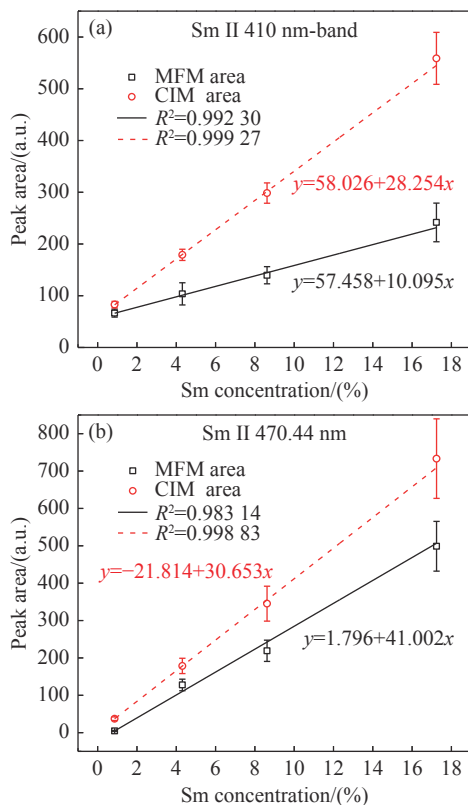 (a) Sm II 410 nm-band
MFM area
CIM area
R²=0.992 30
R²=0.999 27
y=58.026+28.254x
y=57.458+10.095x
600
500
400
300
200
100
0
Peak area/(a.u.)
0 2 4 6 8 10 12 14 16 18
Sm concentration/(%)
(b) Sm II 470.44 nm
MFM area
CIM area
R²=0.983 14
R²=0.998 83
y=−21.814+30.653x
y=1.796+41.002x
800
700
600
500
400
300
200
100
0
Peak area/(a.u.)
0 2 4 6 8 10 12 14 16 18
Sm concentration/(%)